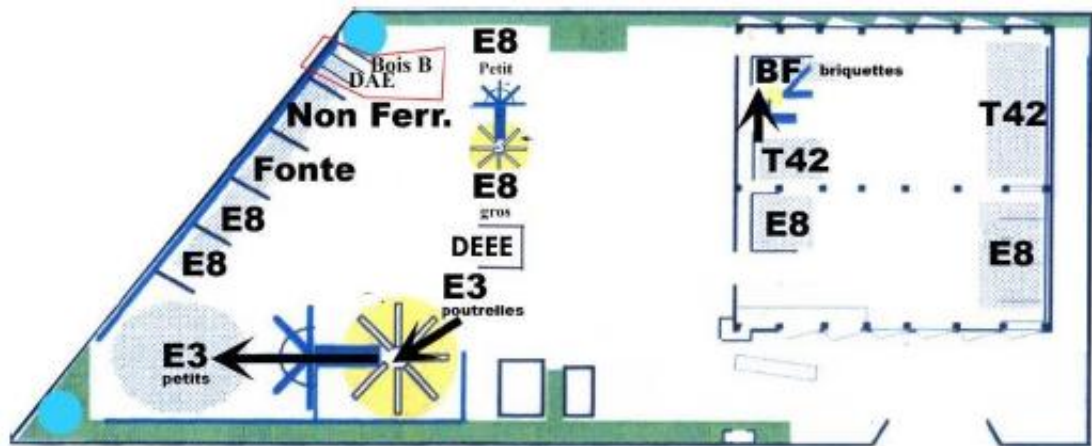 Bois B
DAE
Non Ferr.
Fonte
E8
E8
E3
petits
E8
Petit
E8
gros
DEEE
E3
poutrelles
BF briquettes
T42
E8
T42
E8